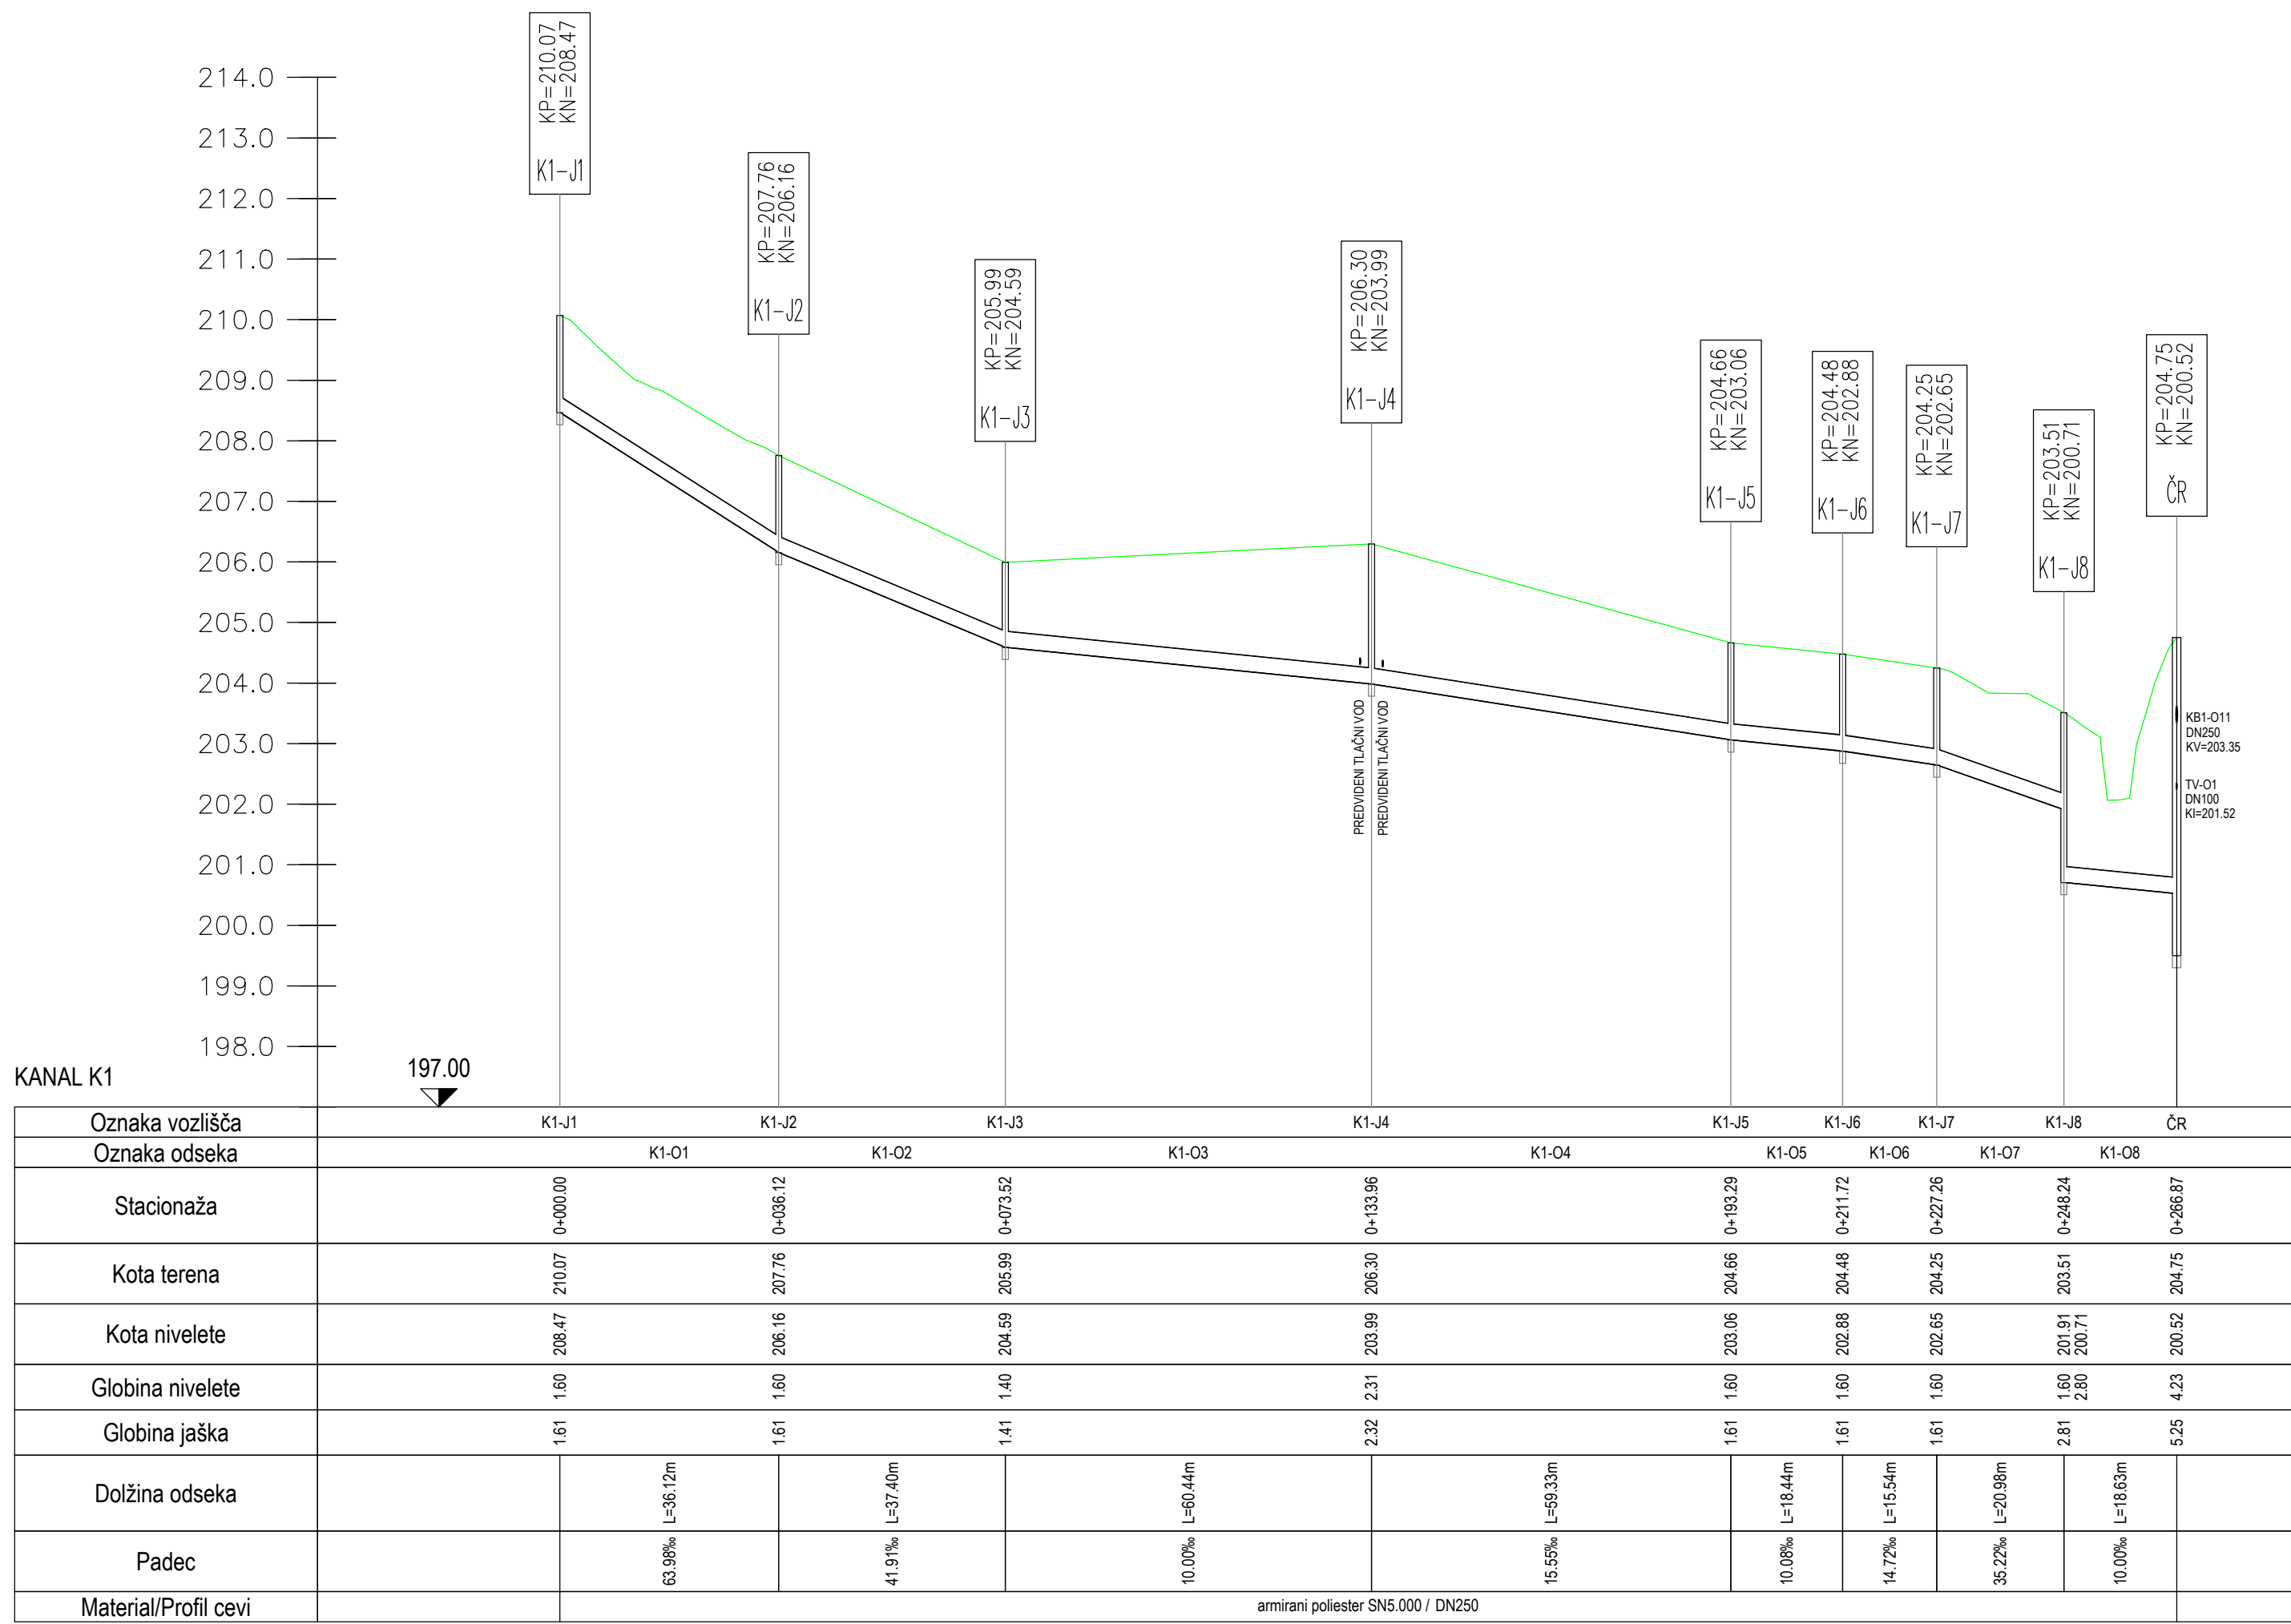 KP=210.07
KN=208.47
K1-J1
KP=207.76
KN=206.16
K1-J2
KP=205.99
KN=204.59
K1-J3
KP=206.30
KN=203.99
K1-J4
KP=204.66
KN=203.06
K1-J5
KP=204.48
KN=202.88
K1-J6
KP=204.25
KN=202.65
K1-J7
KP=203.51
KN=200.71
K1-J8
KP=204.75
KN=200.52
ČR
214.0
213.0
212.0
211.0
210.0
209.0
208.0
207.0
206.0
205.0
204.0
203.0
202.0
201.0
200.0
199.0
198.0
PREDVIDENI TLAČNI VOD
PREDVIDENI TLAČNI VOD
KB1-O11
DN250
KV=203.35
TV-O1
DN100
KI=201.52
KANAL K1
197.00
Oznaka vozlišča K1-J1 K1-J2 K1-J3 K1-J4 K1-J5 K1-J6 K1-J7 K1-J8 ČR
Oznaka odseka K1-O1 K1-O2 K1-O3 K1-O4 K1-O5 K1-O6 K1-O7 K1-O8
Stacionaža 0+000.00 0+036.12 0+073.52 0+133.96 0+193.29 0+211.72 0+227.26 0+248.24 0+266.87
Kota terena 210.07 207.76 205.99 206.30 204.66 204.48 204.25 203.51 204.75
Kota nivelete 208.47 206.16 204.59 203.99 203.06 202.88 202.65 201.91 200.71 200.52
Globina nivelete 1.60 1.60 1.40 2.31 1.60 1.60 1.60 1.60 2.80 4.23
Globina jaška 1.61 1.61 1.41 2.32 1.61 1.61 1.61 2.81 5.25
Dolžina odseka L=36.12m L=37.40m L=60.44m L=59.33m L=18.44m L=15.54m L=20.98m L=18.63m
Padec 63.98‰ 41.91‰ 10.00‰ 15.55‰ 10.08‰ 14.72‰ 35.22‰ 10.00‰
Material/Profil cevi armirani poliester SN5.000 / DN250